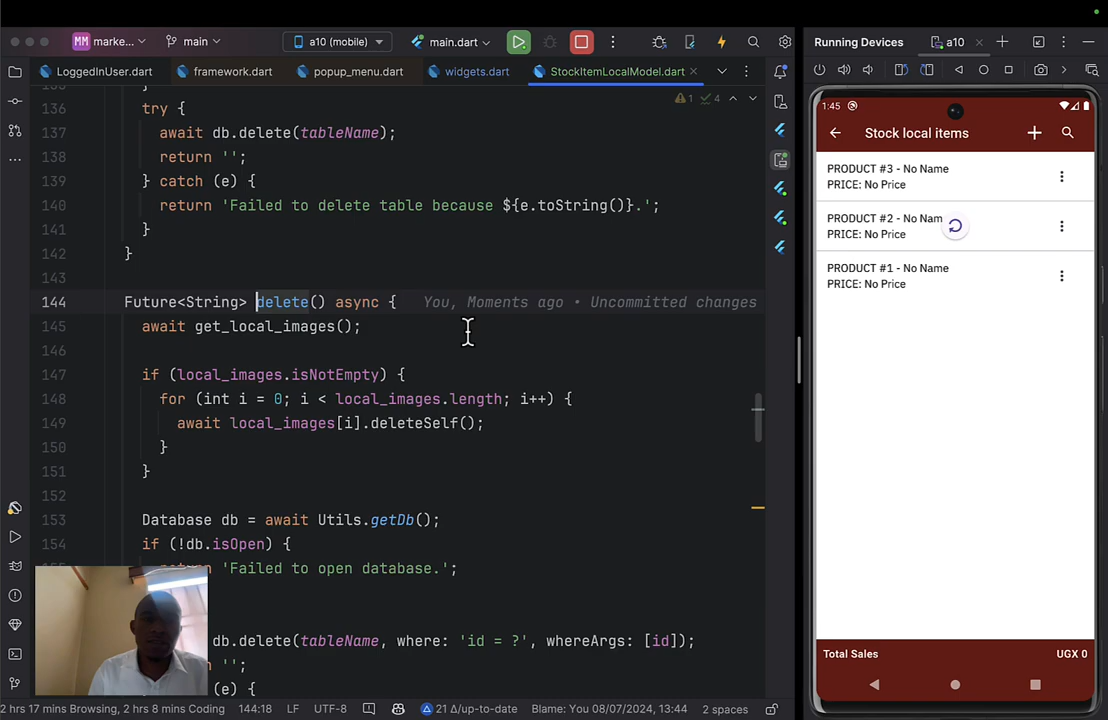 MM marke...
main
a10 (mobile)
main.dart
Running Devices
a10
LoggedInUser.dart
framework.dart
popup_menu.dart
widgets.dart
StockItemLocalModel.dart
1 4
}
136 try {
137 await db.delete(tableName);
138 return '';
139 } catch (e) {
140 return 'Failed to delete table because ${e.toString()}.';
141 }
142 }
143
144 Future<String> delete() async { You, Moments ago • Uncommitted changes
145 await get_local_images();
146
147 if (local_images.isNotEmpty) {
148 for (int i = 0; i < local_images.length; i++) {
149 await local_images[i].deleteSelf();
150 }
151 }
152
153 Database db = await Utils.getDb();
154 if (!db.isOpen) {
'Failed to open database.';
db.delete(tableName, where: 'id = ?', whereArgs: [id]);
'';
(e) {
2 hrs 17 mins Browsing, 2 hrs 8 mins Coding 144:18 LF UTF-8 21 Δ/up-to-date Blame: You 08/07/2024, 13:44 2 spaces
1:45
Stock local items
PRODUCT #3 - No Name
PRICE: No Price
PRODUCT #2 - No Nam
PRICE: No Price
PRODUCT #1 - No Name
PRICE: No Price
Total Sales UGX 0